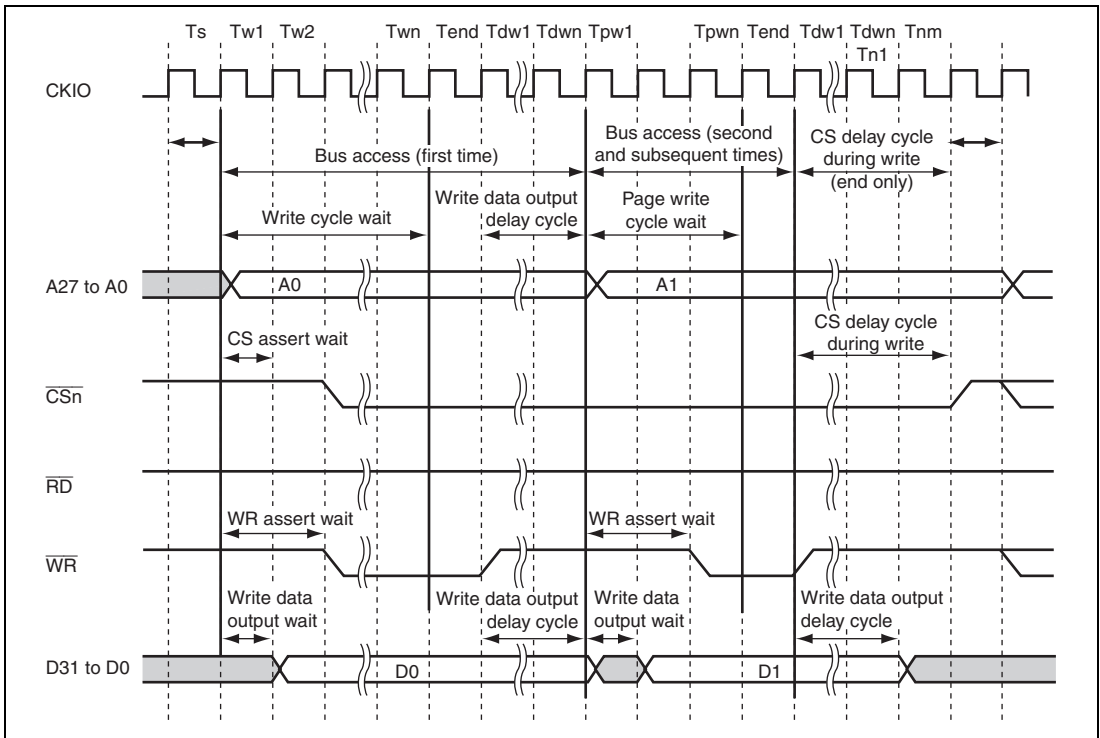 Ts Tw1 Tw2 Twn Tend Tdw1 Tdwn Tpw1 Tpwn Tend Tdw1 Tdwn Tnm
Tn1
CKIO
Bus access (first time)
Bus access (second
and subsequent times)
CS delay cycle
during write
(end only)
Write cycle wait
Write data output
delay cycle
Page write
cycle wait
A27 to A0
A0
A1
CS assert wait
CS delay cycle
during write
CSn
RD
WR assert wait
WR assert wait
WR
Write data
output wait
Write data output
delay cycle
Write data
output wait
Write data output
delay cycle
D31 to D0
D0
D1